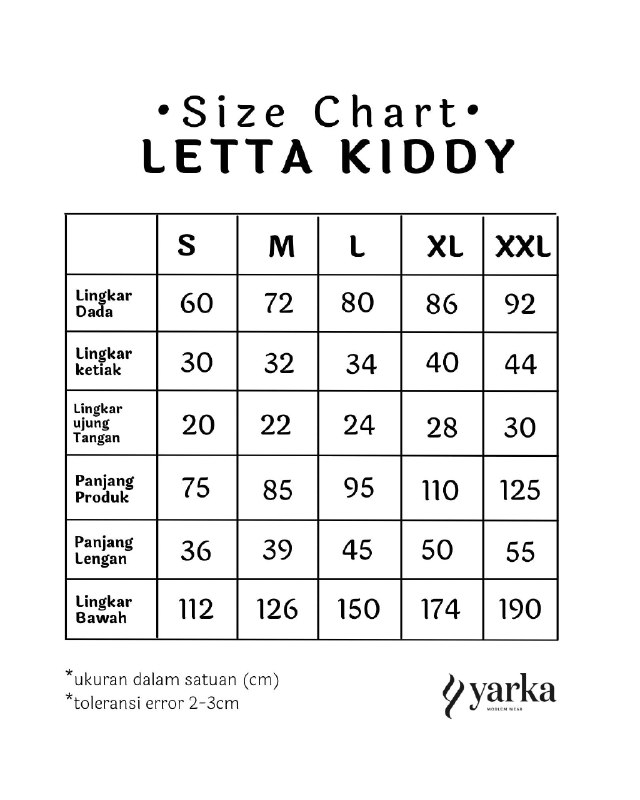 •Size Chart•
LETTA KIDDY
S M L XL XXL
Lingkar Dada 60 72 80 86 92
Lingkar ketiak 30 32 34 40 44
Lingkar ujung Tangan 20 22 24 28 30
Panjang Produk 75 85 95 110 125
Panjang Lengan 36 39 45 50 55
Lingkar Bawah 112 126 150 174 190
*ukuran dalam satuan (cm)
*toleransi error 2-3cm
yarka
MOSLEM WEAR